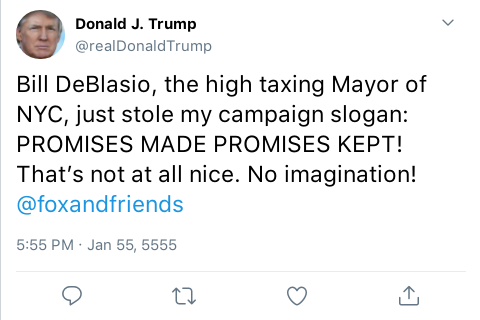 Donald J. Trump
@realDonaldTrump
Bill DeBlasio, the high taxing Mayor of
NYC, just stole my campaign slogan:
PROMISES MADE PROMISES KEPT!
That’s not at all nice. No imagination!
@foxandfriends
5:55 PM · Jan 55, 5555